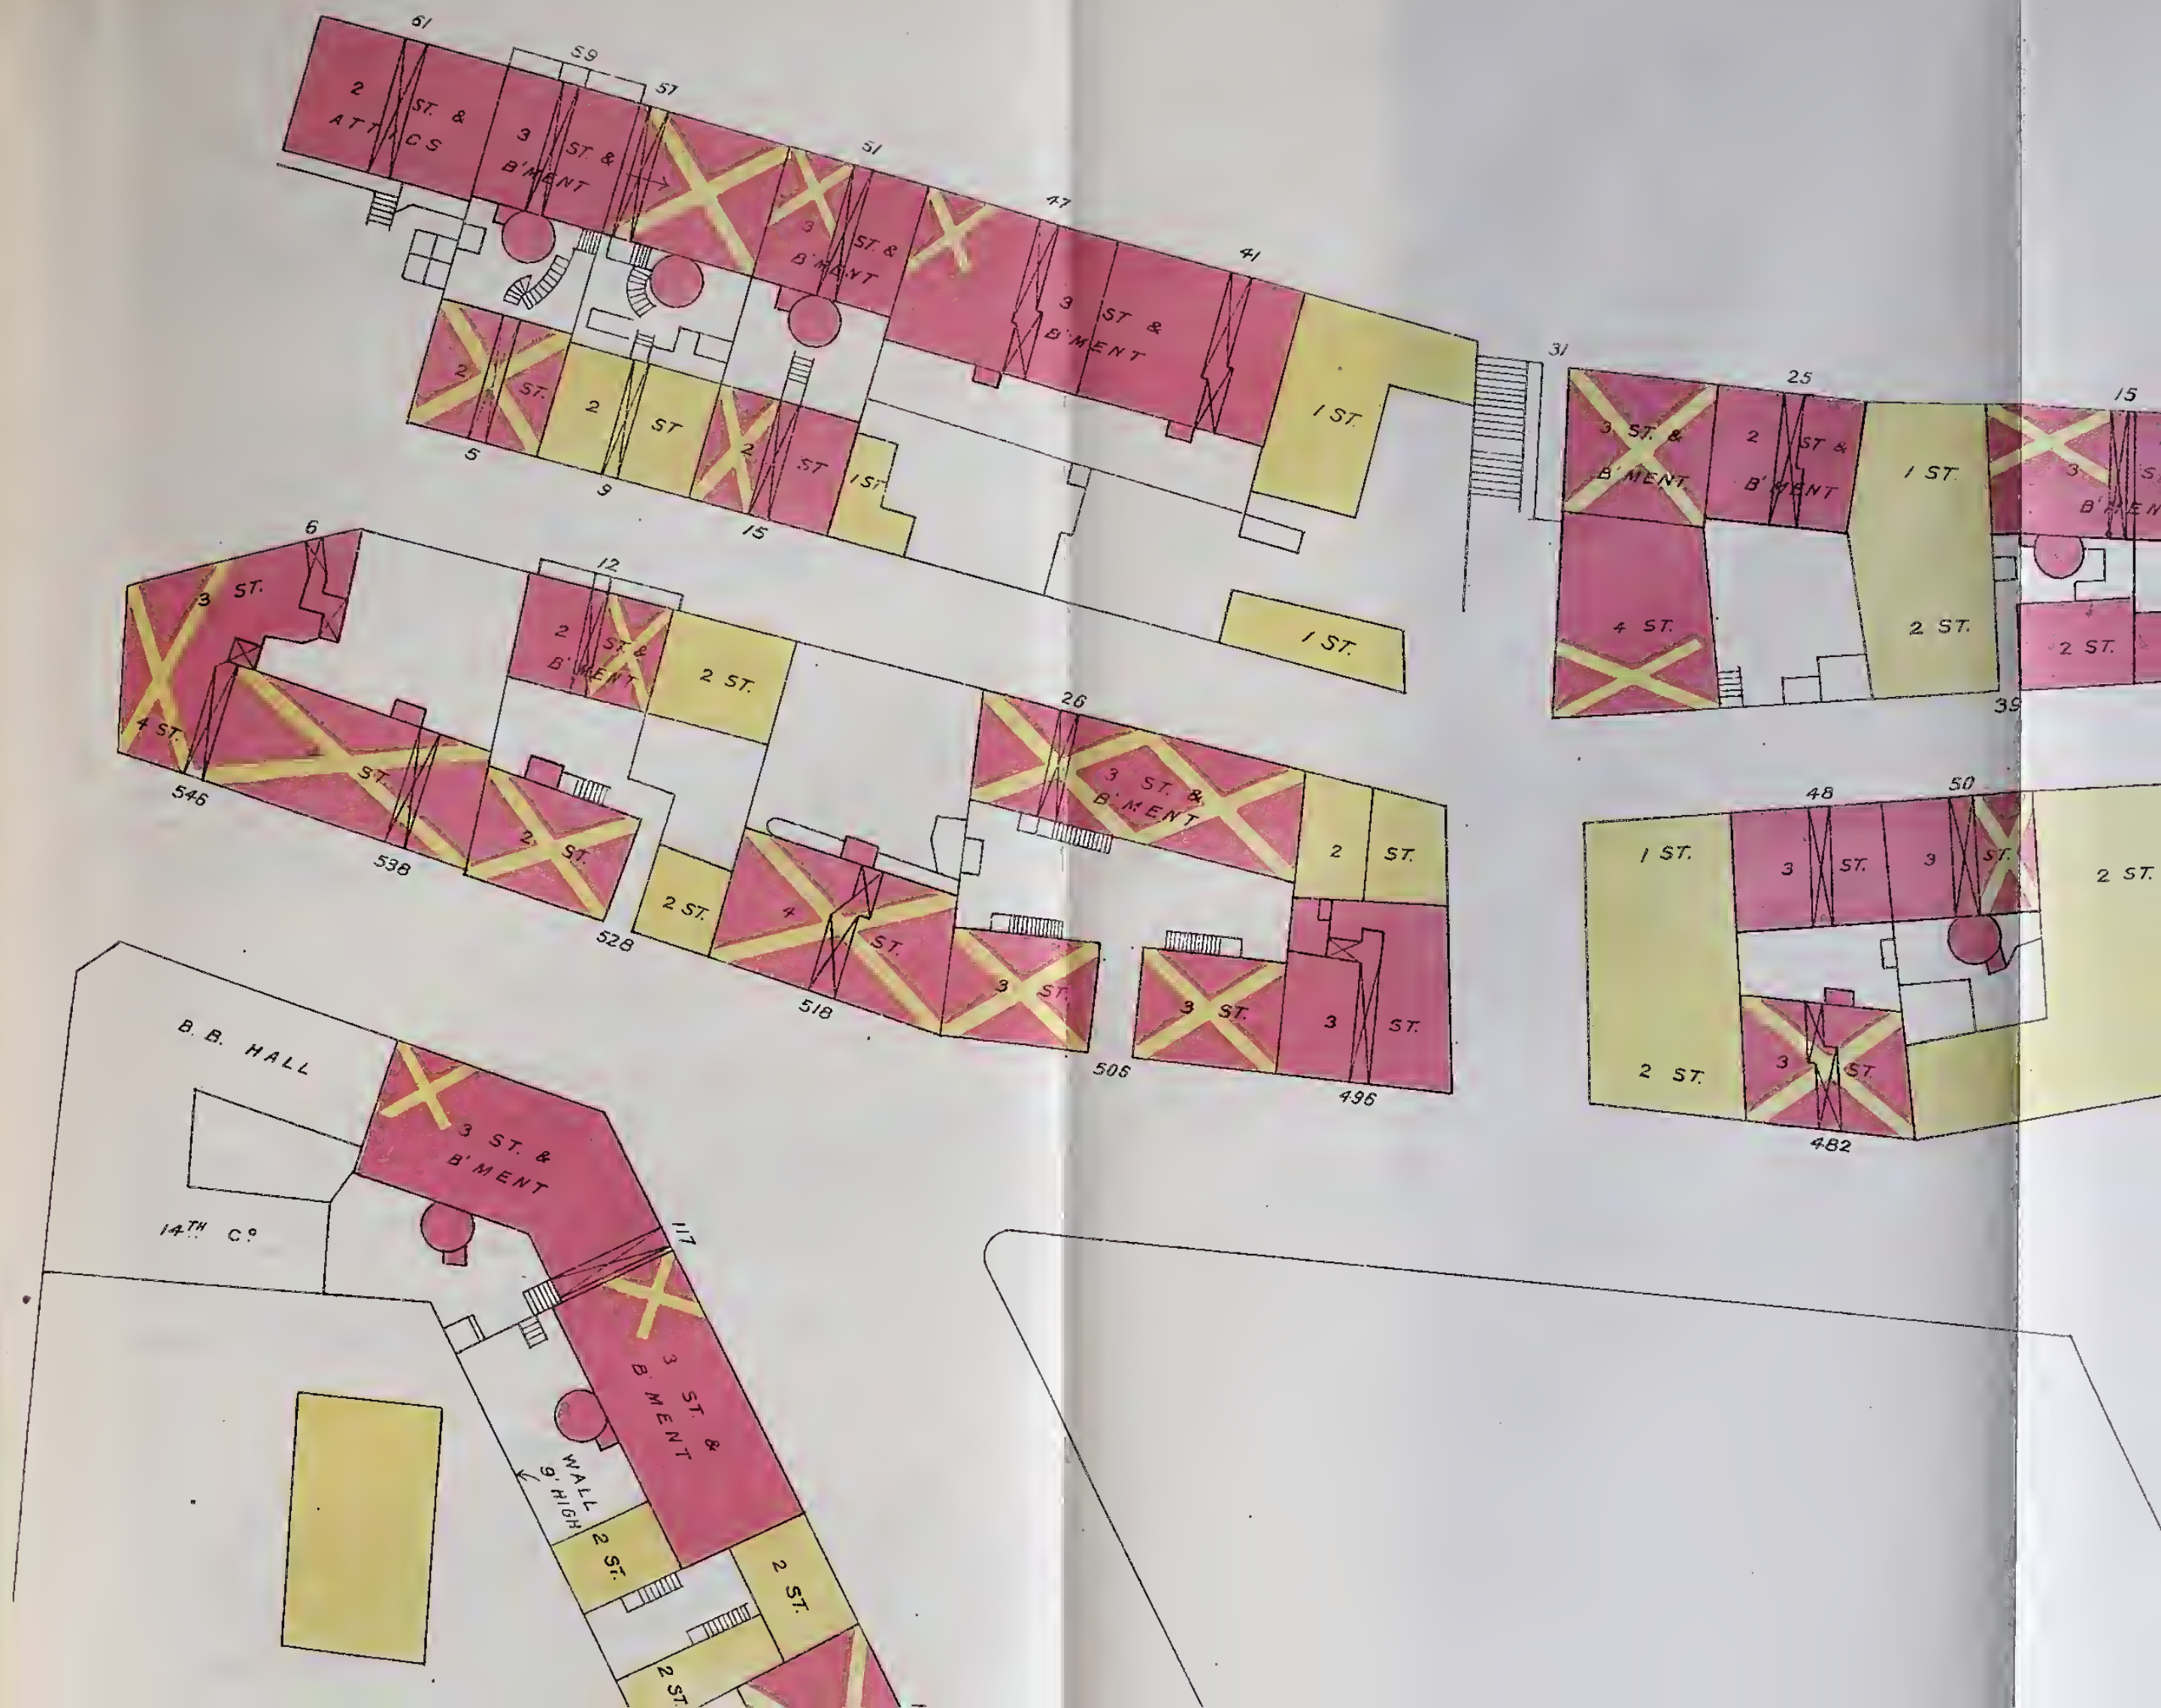 61
59
57
51
47
41
2 ST. &
ATTICS
3 ST. &
B'MENT
3 ST. &
B'MENT
3 ST &
B'MENT
1 ST.
31
25
15
3 ST. &
B'MENT
2 ST &
B'MENT
1 ST.
3
2 ST.
2 ST
2 ST
1 ST
5
9
15
4 ST.
2 ST.
2 ST.
39
1 ST.
6
12
26
3 ST.
4 ST.
2 ST. &
B'MENT
2 ST.
3 ST. &
B'MENT
2 ST.
ST.
2 ST.
546
538
528
2 ST.
4 ST.
518
3 ST.
506
3 ST.
3 ST.
496
48
50
1 ST.
3 ST.
3 ST.
2 ST.
2 ST.
3 ST.
482
B. B. HALL
14TH Co
3 ST. &
B'MENT
117
3 ST. &
B'MENT
WALL
9' HIGH
2 ST.
2 ST.
2 ST.